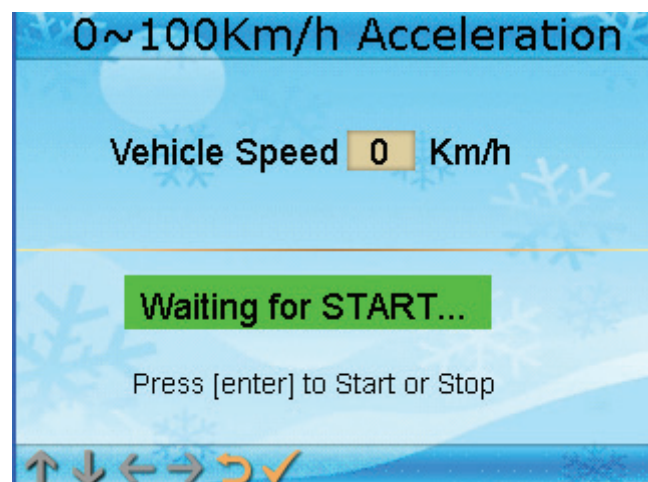 0~100Km/h Acceleration
Vehicle Speed 0 Km/h
Waiting for START...
Press [enter] to Start or Stop